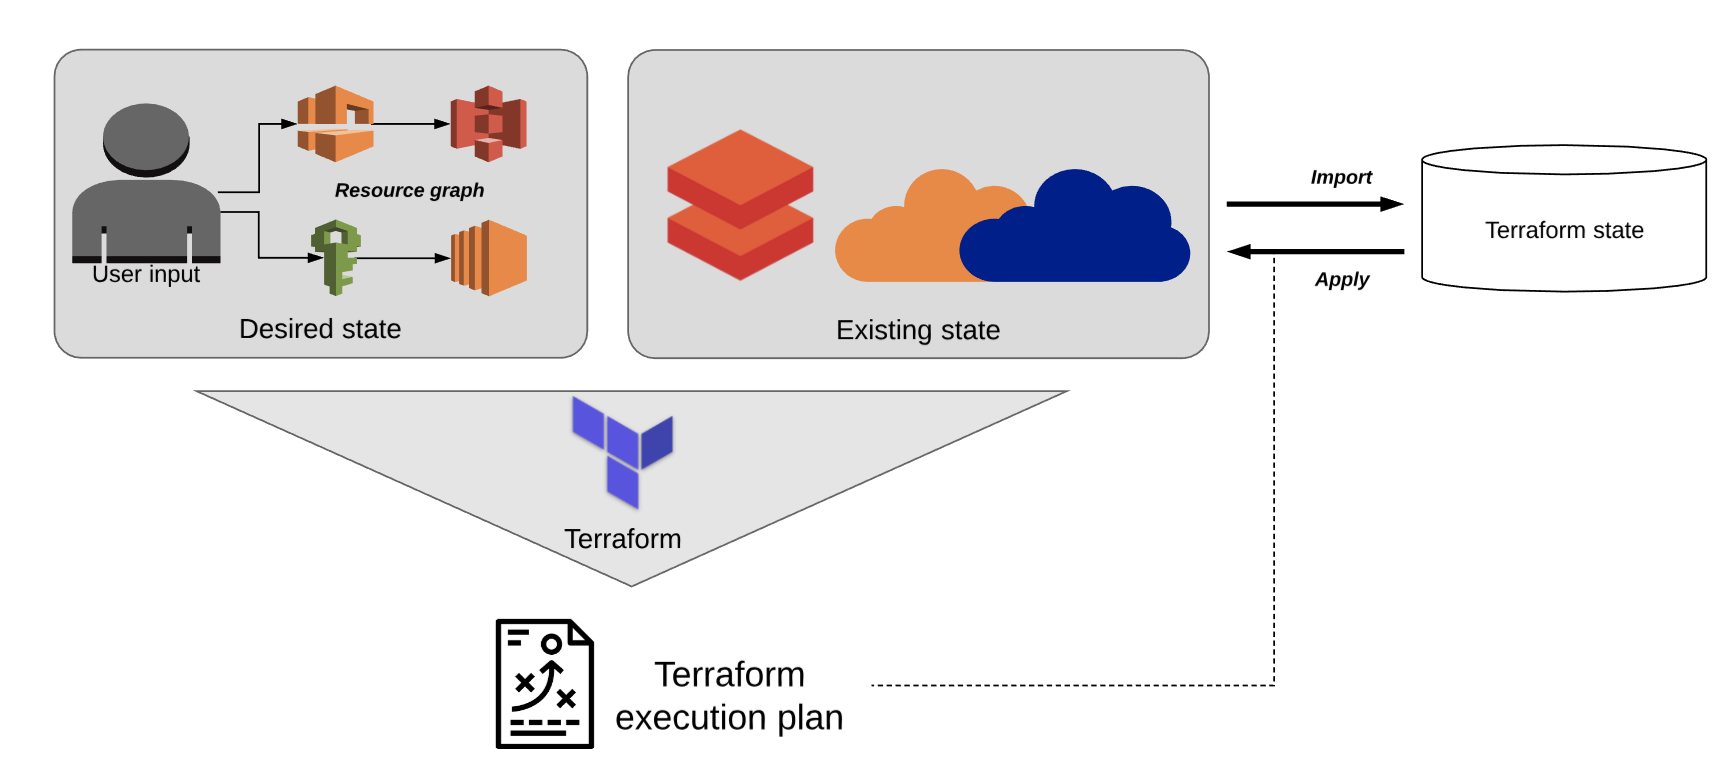 Resource graph
User input
Desired state
Existing state
Import
Apply
Terraform state
Terraform
Terraform
execution plan